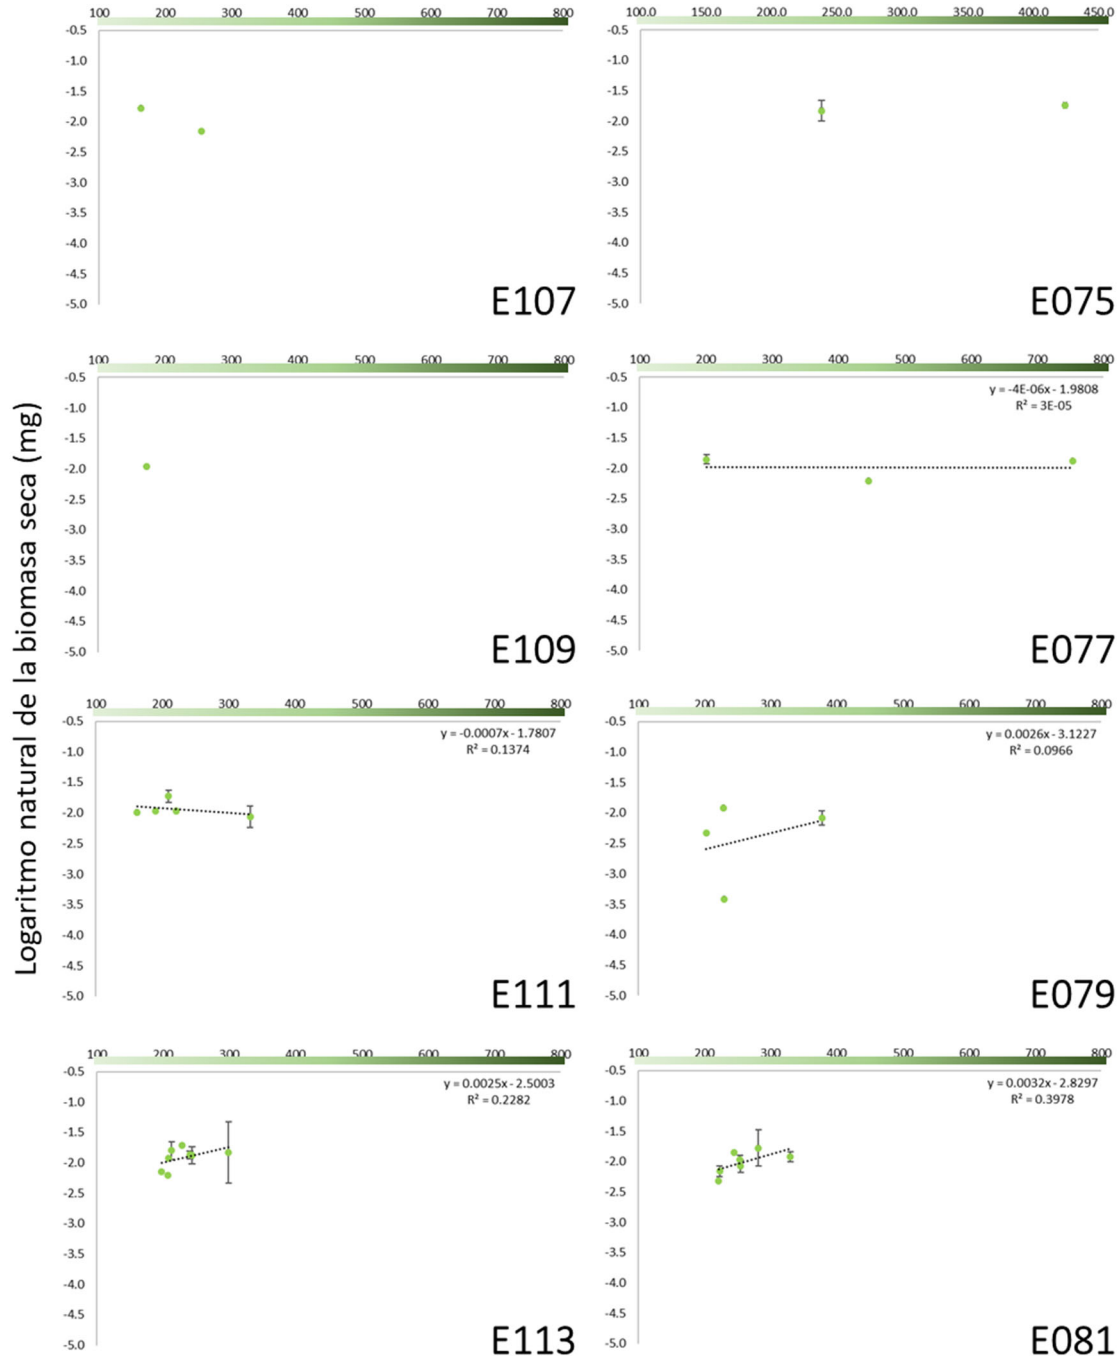 Logaritmo natural de la biomasa seca (mg)
100 200 300 400 500 600 700 800
-0.5
-1.0
-1.5
-2.0
-2.5
-3.0
-3.5
-4.0
-4.5
-5.0
E107
100.0 150.0 200.0 250.0 300.0 350.0 400.0 450.0
-0.5
-1.0
-1.5
-2.0
-2.5
-3.0
-3.5
-4.0
-4.5
-5.0
E075
100 200 300 400 500 600 700 800
-0.5
-1.0
-1.5
-2.0
-2.5
-3.0
-3.5
-4.0
-4.5
-5.0
E109
100 200 300 400 500 600 700 800
-0.5
-1.0
-1.5
-2.0
-2.5
-3.0
-3.5
-4.0
-4.5
-5.0
y = -4E-06x - 1.9808
R² = 3E-05
E077
100 200 300 400 500 600 700 800
-0.5
-1.0
-1.5
-2.0
-2.5
-3.0
-3.5
-4.0
-4.5
-5.0
y = -0.0007x - 1.7807
R² = 0.1374
E111
100 200 300 400 500 600 700 800
-0.5
-1.0
-1.5
-2.0
-2.5
-3.0
-3.5
-4.0
-4.5
-5.0
y = 0.0026x - 3.1227
R² = 0.0966
E079
100 200 300 400 500 600 700 800
-0.5
-1.0
-1.5
-2.0
-2.5
-3.0
-3.5
-4.0
-4.5
-5.0
y = 0.0025x - 2.5003
R² = 0.2282
E113
100 200 300 400 500 600 700 800
-0.5
-1.0
-1.5
-2.0
-2.5
-3.0
-3.5
-4.0
-4.5
-5.0
y = 0.0032x - 2.8297
R² = 0.3978
E081